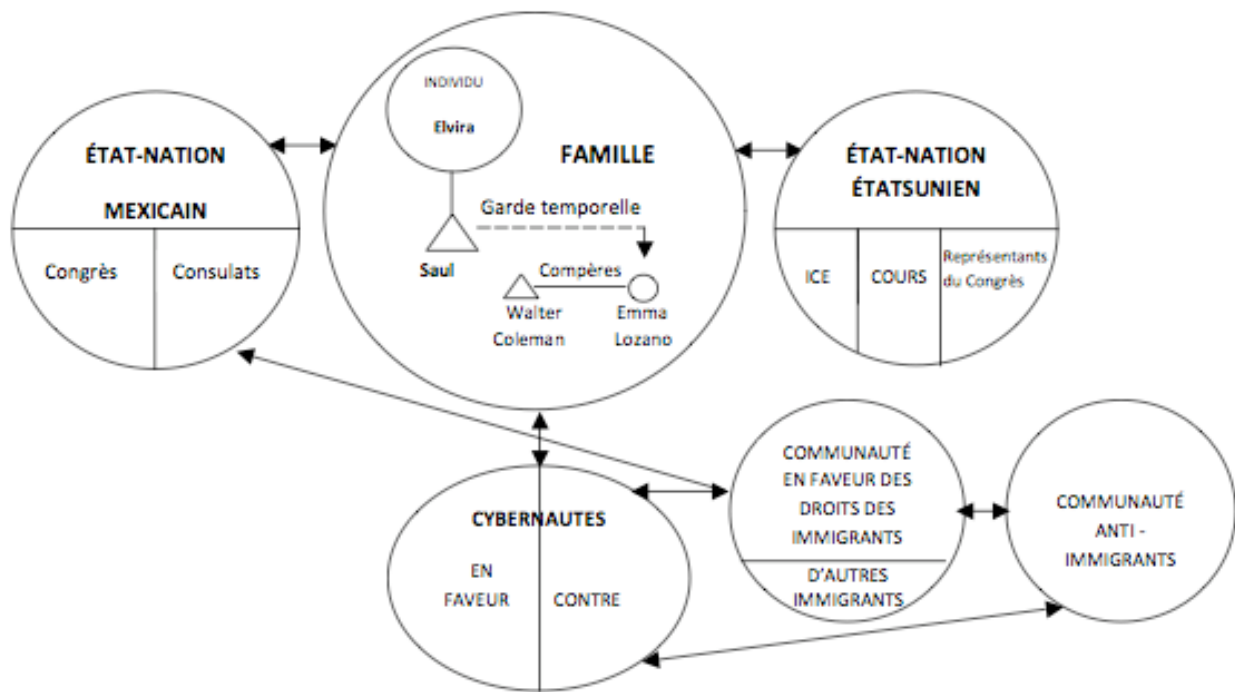 INDIVIDU
Elvira
FAMILLE
Garde temporelle
Saul
Compères
Walter
Coleman
Emma
Lozano
ÉTAT-NATION
MEXICAIN
Congrès
Consulats
ÉTAT-NATION
ÉTATSUNIEN
ICE
COURS
Représentants
du Congrès
CYBERNAUTES
EN
FAVEUR
CONTRE
COMMUNAUTÉ
EN FAVEUR DES
DROITS DES
IMMIGRANTS
D'AUTRES
IMMIGRANTS
COMMUNAUTÉ
ANTI -
IMMIGRANTS